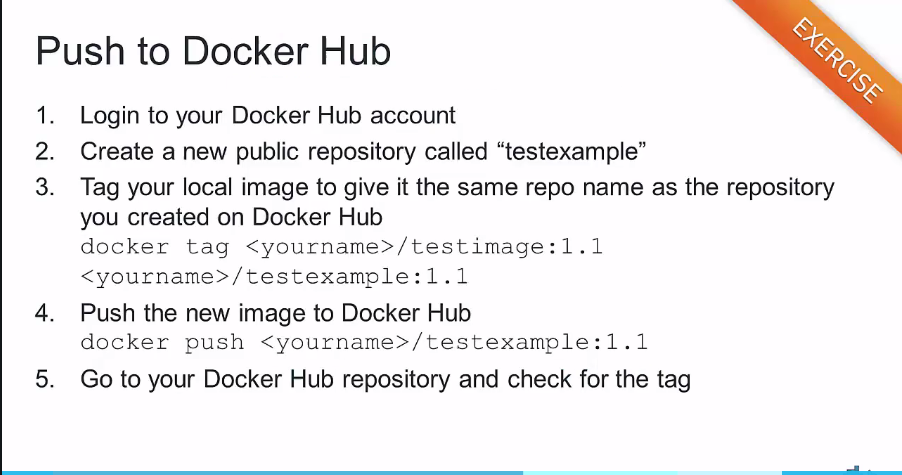 Push to Docker Hub
EXERCISE
1. Login to your Docker Hub account
2. Create a new public repository called “testexample”
3. Tag your local image to give it the same repo name as the repository
you created on Docker Hub
docker tag <yourname>/testimage:1.1
<yourname>/testexample:1.1
4. Push the new image to Docker Hub
docker push <yourname>/testexample:1.1
5. Go to your Docker Hub repository and check for the tag